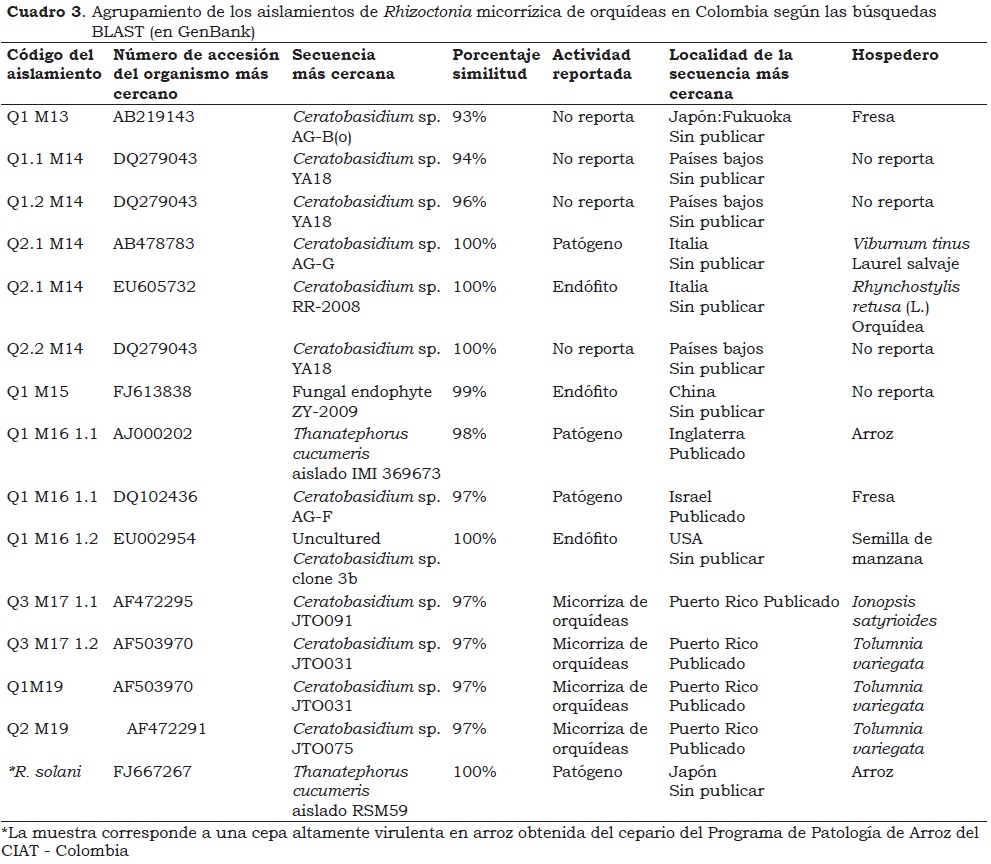 Cuadro 3. Agrupamiento de los aislamientos de Rhizoctonia micorrízica de orquídeas en Colombia según las búsquedas
BLAST (en GenBank)
Código del Número de accesión Secuencia Porcentaje Actividad Localidad de la Hospedero
aislamiento del organismo más más cercana similitud reportada secuencia más
cercano cercana
Q1 M13 AB219143 Ceratobasidium sp. 93% No reporta Japón:Fukuoka Fresa
AG-B(o) Sin publicar
Q1.1 M14 DQ279043 Ceratobasidium sp. 94% No reporta Países bajos No reporta
YA18 Sin publicar
Q1.2 M14 DQ279043 Ceratobasidium sp. 96% No reporta Países bajos No reporta
YA18 Sin publicar
Q2.1 M14 AB478783 Ceratobasidium sp. 100% Patógeno Italia Viburnum tinus
AG-G Sin publicar Laurel salvaje
Q2.1 M14 EU605732 Ceratobasidium sp. 100% Endófito Italia Rhynchostylis
RR-2008 Sin publicar retusa (L.)
Orquídea
Q2.2 M14 DQ279043 Ceratobasidium sp. 100% No reporta Países bajos No reporta
YA18 Sin publicar
Q1 M15 FJ613838 Fungal endophyte 99% Endófito China No reporta
ZY-2009 Sin publicar
Q1 M16 1.1 AJ000202 Thanatephorus 98% Patógeno Inglaterra Arroz
cucumeris Publicado
aislado IMI 369673
Q1 M16 1.1 DQ102436 Ceratobasidium sp. 97% Patógeno Israel Fresa
AG-F Publicado
Q1 M16 1.2 EU002954 Uncultured 100% Endófito USA Semilla de
Ceratobasidium sp. Sin publicar manzana
clone 3b
Q3 M17 1.1 AF472295 Ceratobasidium sp. 97% Micorriza de Puerto Rico Publicado Ionopsis
JTO091 orquídeas satyrioides
Q3 M17 1.2 AF503970 Ceratobasidium sp. 97% Micorriza de Puerto Rico Tolumnia
JTO031 orquídeas Publicado variegata
Q1M19 AF503970 Ceratobasidium sp. 97% Micorriza de Puerto Rico Tolumnia
JTO031 orquídeas Publicado variegata
Q2 M19 AF472291 Ceratobasidium sp. 97% Micorriza de Puerto Rico Tolumnia
JTO075 orquídeas Publicado variegata
*R. solani FJ667267 Thanatephorus 100% Patógeno Japón Arroz
cucumeris Sin publicar
aislado RSM59
*La muestra corresponde a una cepa altamente virulenta en arroz obtenida del cepario del Programa de Patología de Arroz del
CIAT - Colombia